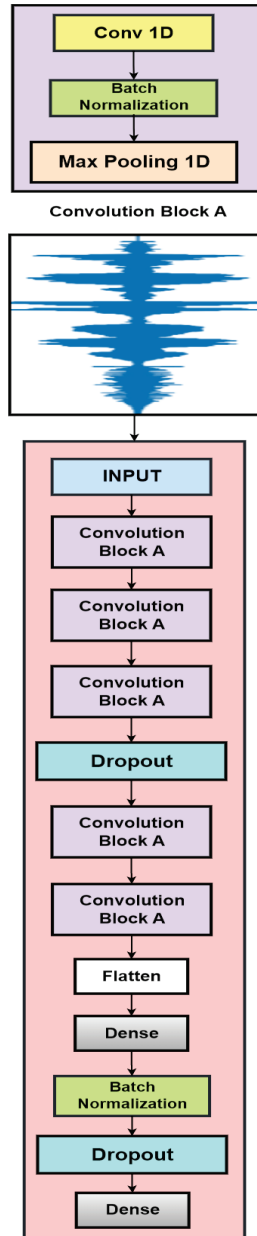 Conv 1D
Batch
Normalization
Max Pooling 1D
Convolution Block A
INPUT
Convolution
Block A
Convolution
Block A
Convolution
Block A
Dropout
Convolution
Block A
Convolution
Block A
Flatten
Dense
Batch
Normalization
Dropout
Dense